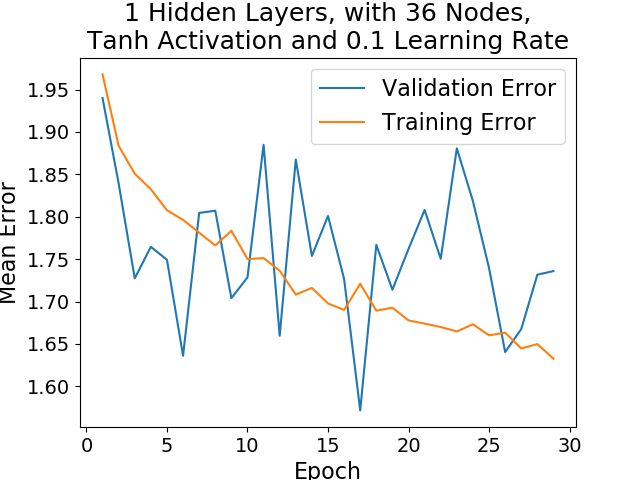 1 Hidden Layers, with 36 Nodes,
Tanh Activation and 0.1 Learning Rate
Validation Error
Training Error
1.95
1.90
1.85
1.80
1.75
1.70
1.65
1.60
Mean Error
0 5 10 15 20 25 30
Epoch